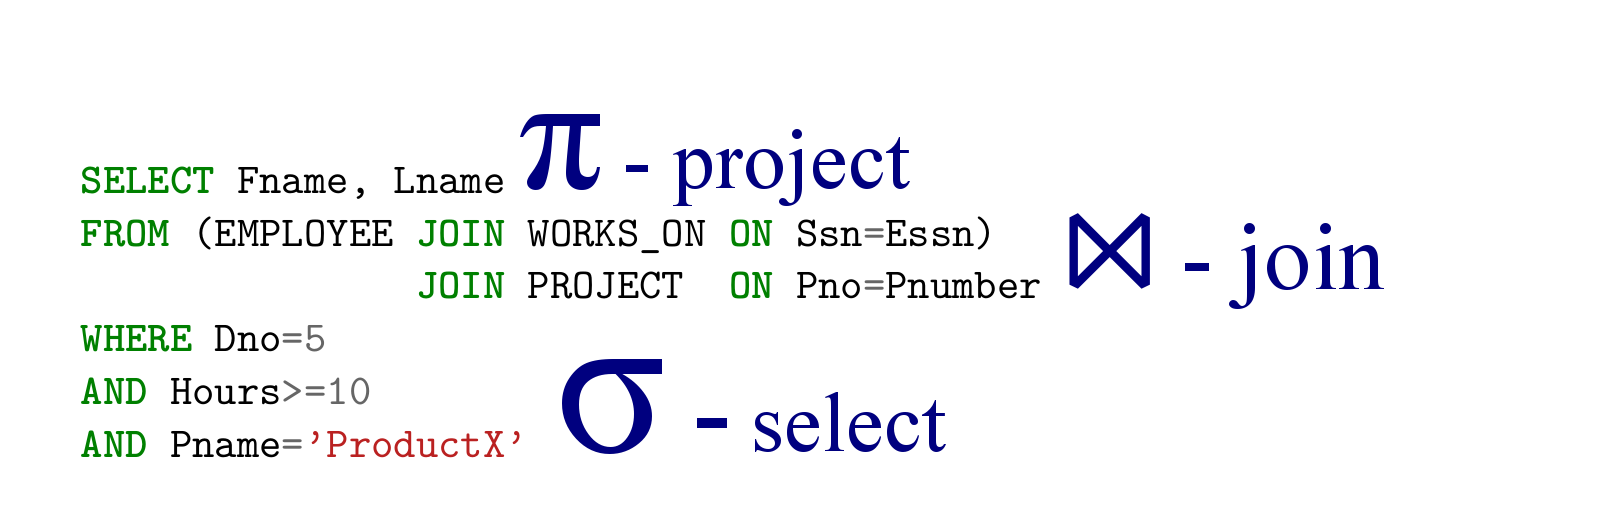 SELECT Fname, Lname π - project
FROM (EMPLOYEE JOIN WORKS_ON ON Ssn=Essn)
JOIN PROJECT ON Pno=Pnumber ⋈ - join
WHERE Dno=5
AND Hours>=10
AND Pname='ProductX' σ - select